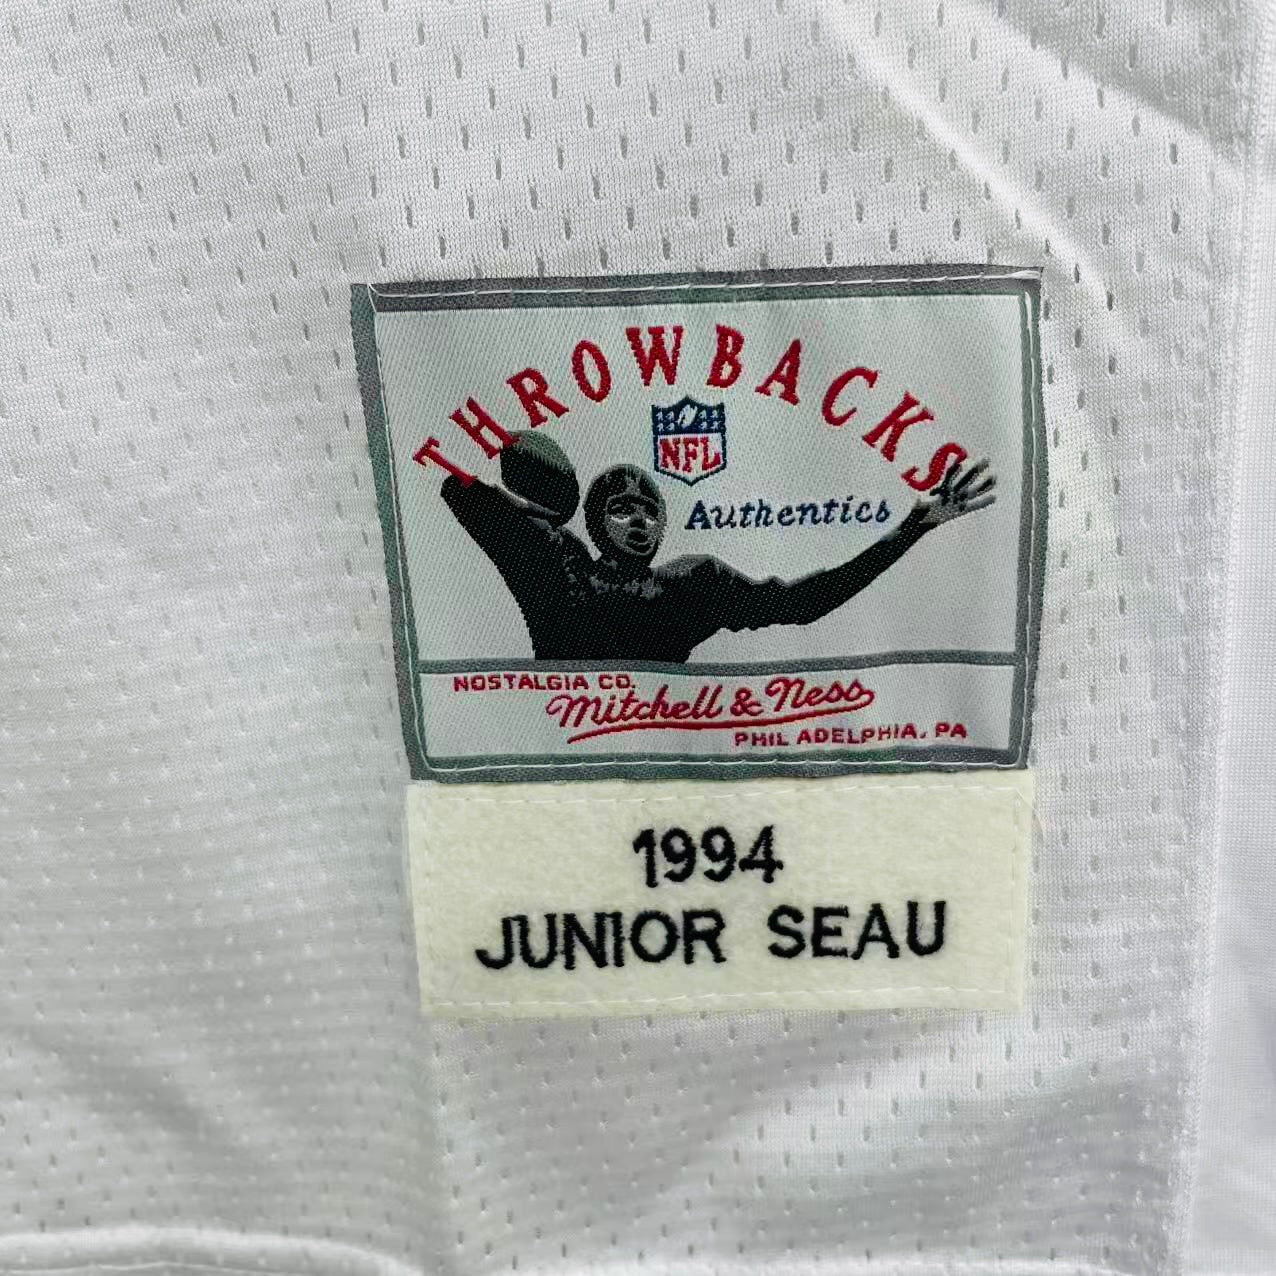 THROWBACKS
NFL
Authentics
NOSTALGIA CO.
Mitchell & Ness
PHIL ADELPHIA, PA
1994
JUNIOR SEAU